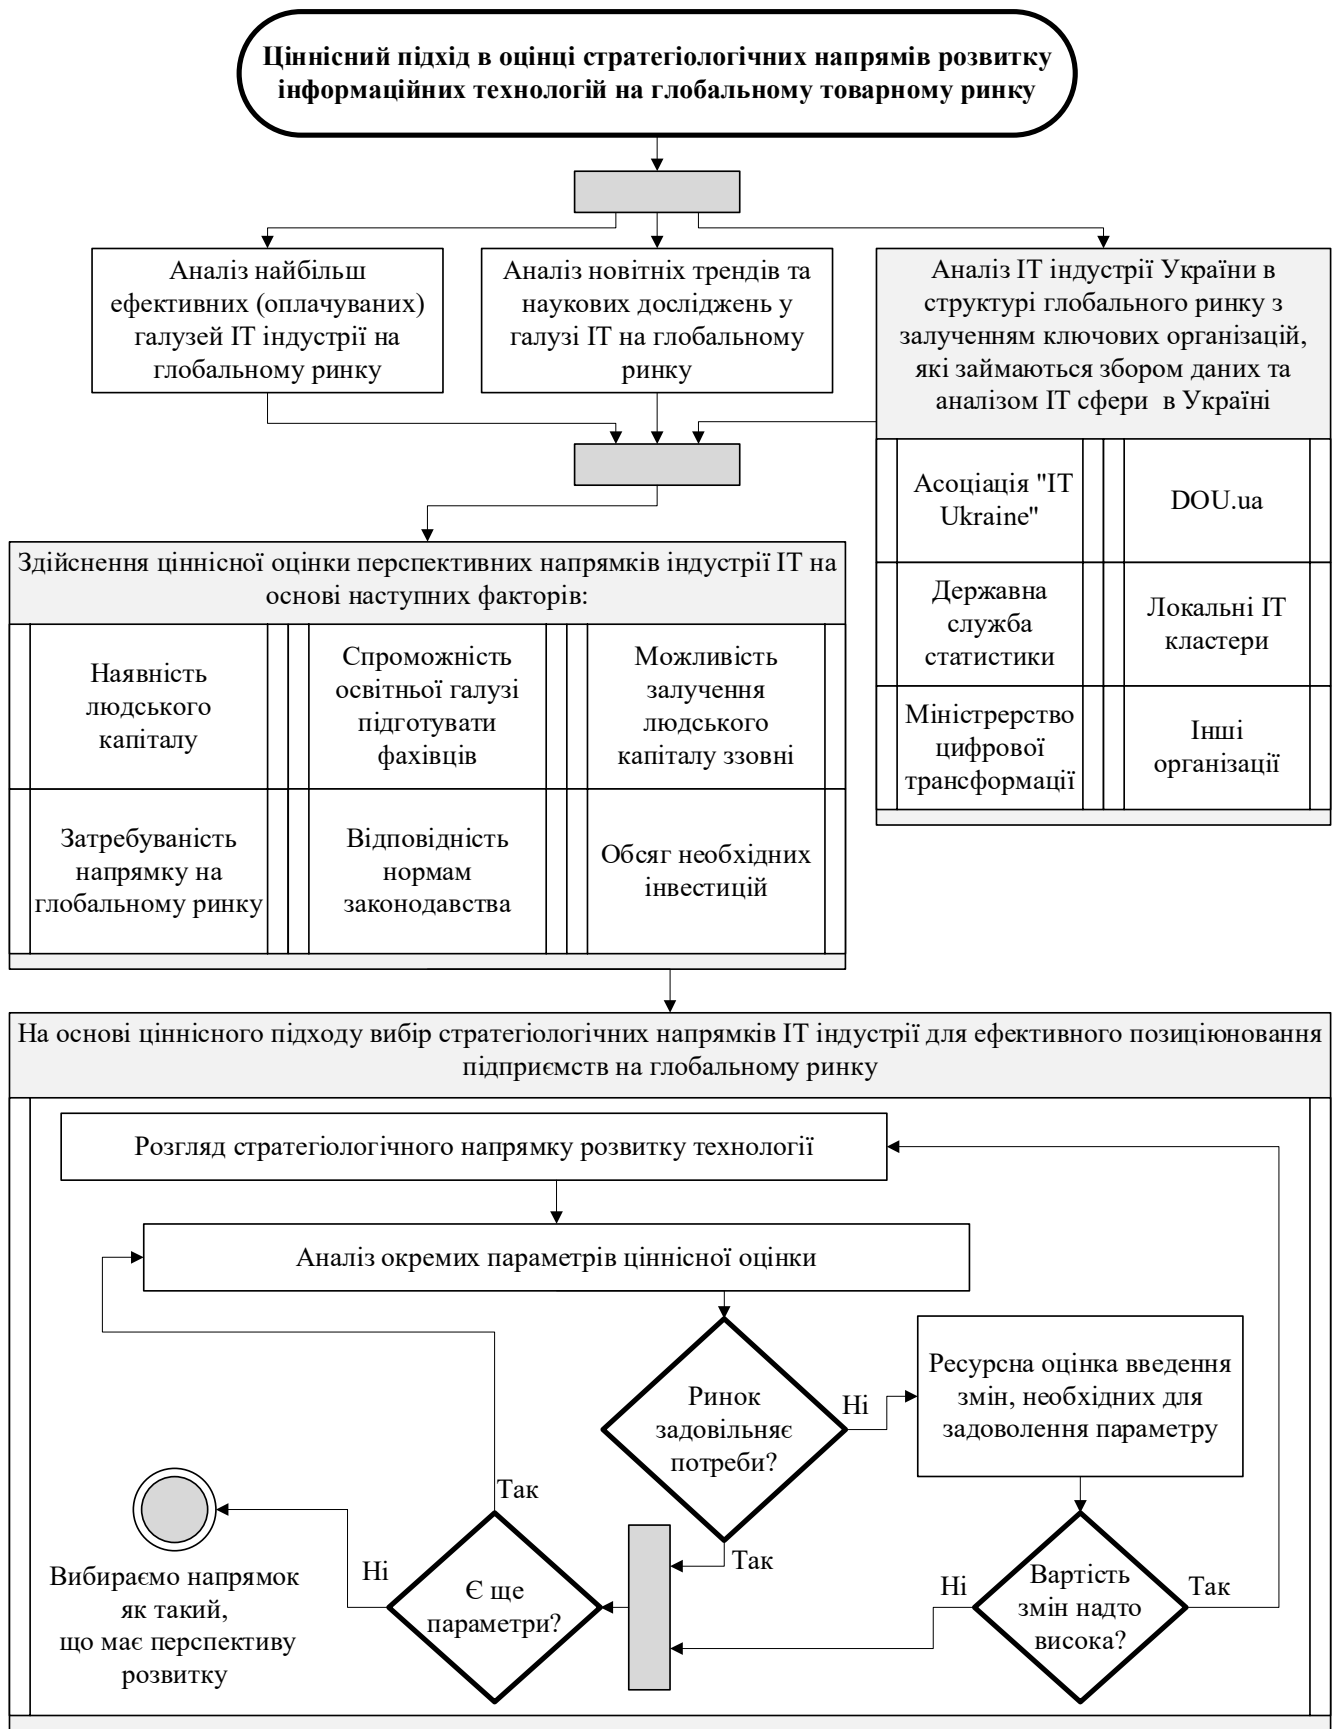 Ціннісний підхід в оцінці стратегіологічних напрямів розвитку
інформаційних технологій на глобальному товарному ринку
Аналіз найбільш
ефективних (оплачуваних)
галузей ІТ індустрії на
глобальному ринку
Аналіз новітніх трендів та
наукових досліджень у
галузі ІТ на глобальному
ринку
Аналіз ІТ індустрії України в
структурі глобального ринку з
залученням ключових організацій,
які займаються збором даних та
аналізом ІТ сфери в Україні
Асоціація "IT
Ukraine"
DOU.ua
Державна
служба
статистики
Локальні ІТ
кластери
Міністрерство
цифрової
трансформації
Інші
організації
Здійснення ціннісної оцінки перспективних напрямків індустрії ІТ на
основі наступних факторів:
Наявність
людського
капіталу
Спроможність
освітньої галузі
підготувати
фахівців
Можливість
залучення
людського
капіталу ззовні
Затребуваність
напрямку на
глобальному ринку
Відповідність
нормам
законодавства
Обсяг необхідних
інвестицій
На основі ціннісного підходу вибір стратегіологічних напрямків ІТ індустрії для ефективного позиціюновання
підприємств на глобальному ринку
Розгляд стратегіологічного напрямку розвитку технології
Аналіз окремих параметрів ціннісної оцінки
Ринок
задовільняє
потреби?
Ні
Ресурсна оцінка введення
змін, необхідних для
задоволення параметру
Так
Так
Вибираємо напрямок
як такий,
що має перспективу
розвитку
Ні
Є ще
параметри?
Ні
Вартість
змін надто
висока?
Так